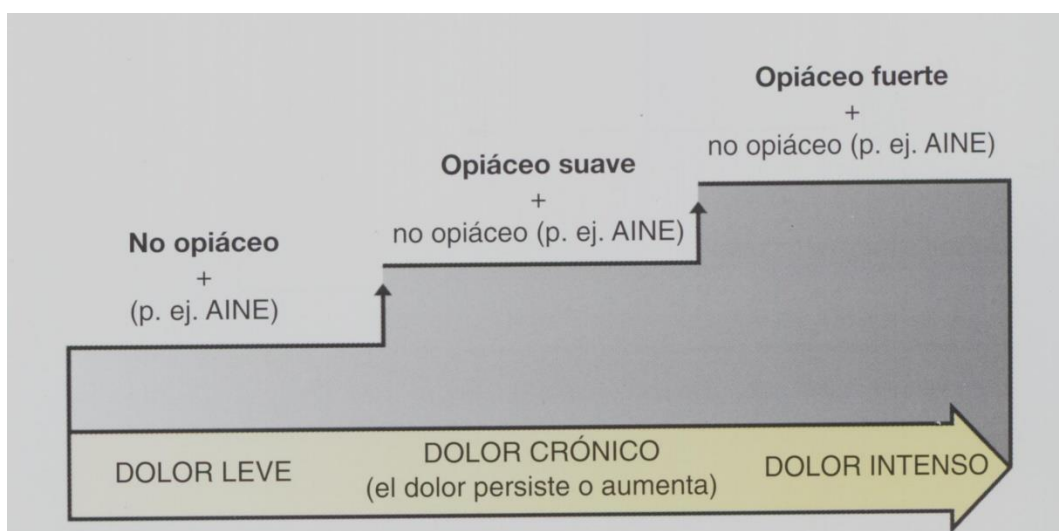 Opiáceo fuerte
+
no opiáceo (p. ej. AINE)
Opiáceo suave
+
no opiáceo (p. ej. AINE)
No opiáceo
+
(p. ej. AINE)
DOLOR LEVE
DOLOR CRÓNICO
(el dolor persiste o aumenta)
DOLOR INTENSO